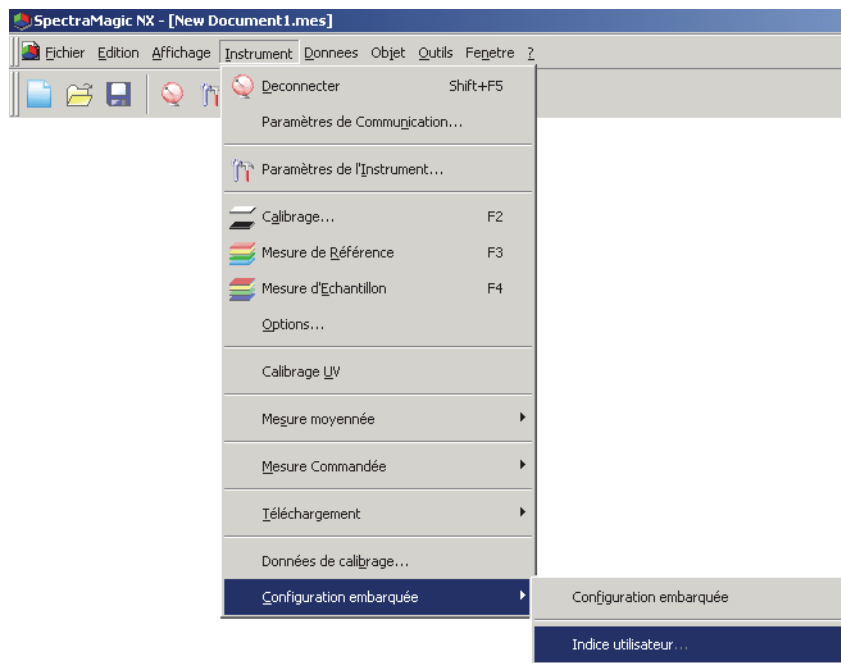 SpectraMagic NX - [New Document1.mes]
Fichier Edition Affichage Instrument Donnees Objet Outils Fenetre ?
Deconnecter Shift+F5
Paramètres de Communication...
Paramètres de l'Instrument...
Calibrage... F2
Mesure de Référence F3
Mesure d'Echantillon F4
Options...
Calibrage UV
Mesure moyennée
Mesure Commandée
Téléchargement
Données de calibrage...
Configuration embarquée
Configuration embarquée
Indice utilisateur...